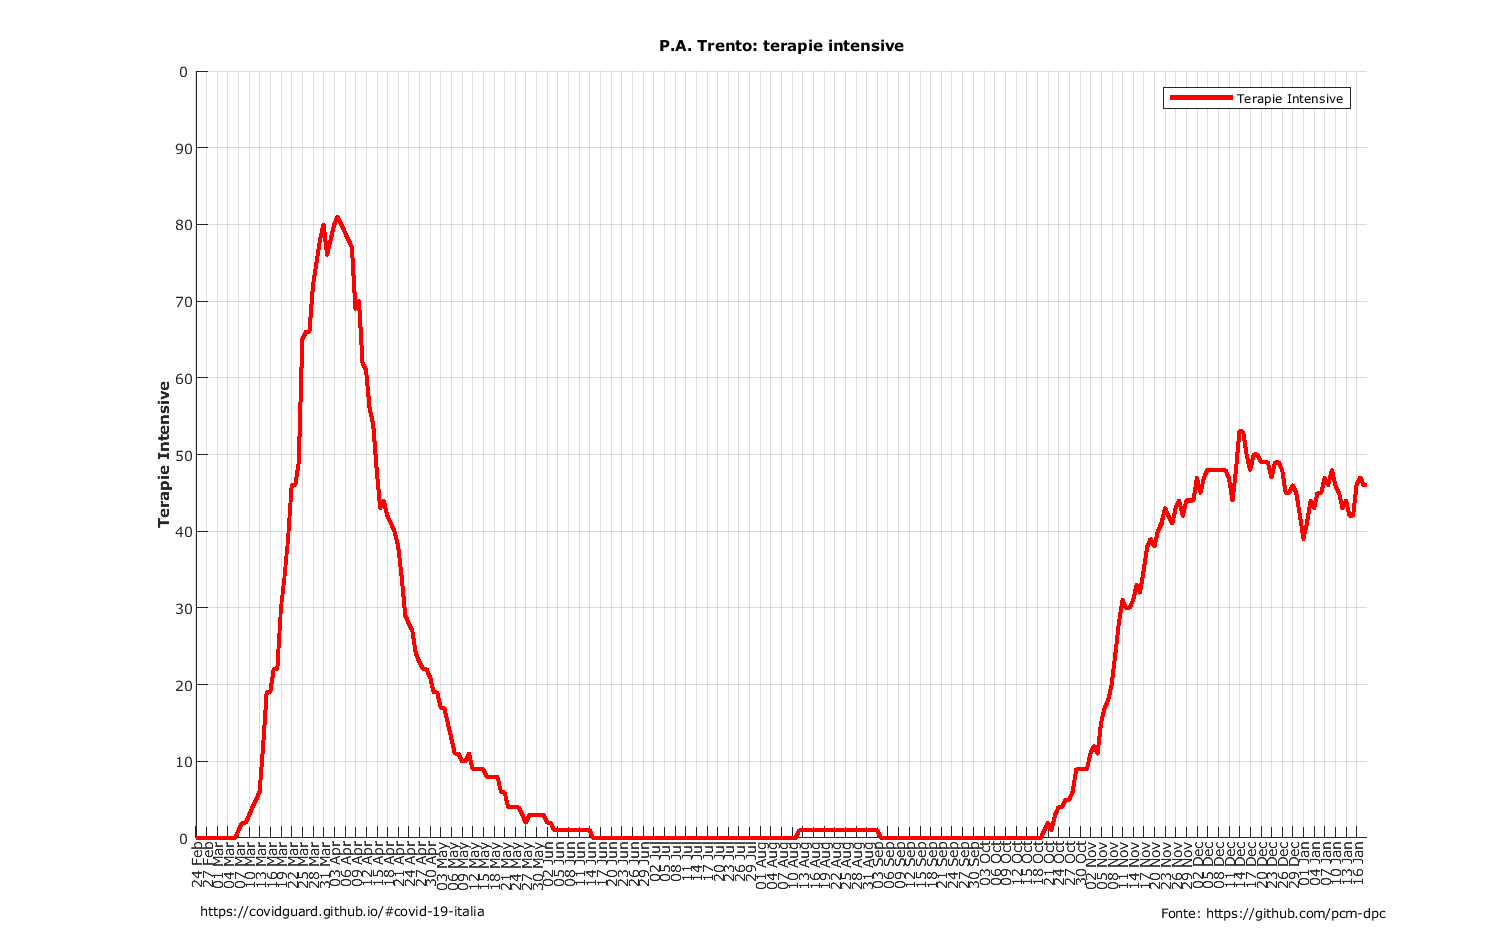 P.A. Trento: terapie intensive
Terapie Intensive
0
90
80
70
60
50
40
30
20
10
0
Terapie Intensive
24 Feb
27 Feb
01 Mar
04 Mar
07 Mar
10 Mar
13 Mar
16 Mar
19 Mar
22 Mar
25 Mar
28 Mar
31 Mar
03 Apr
06 Apr
09 Apr
12 Apr
15 Apr
18 Apr
21 Apr
24 Apr
27 Apr
30 Apr
03 May
06 May
09 May
12 May
15 May
18 May
21 May
24 May
27 May
30 May
02 Jun
05 Jun
08 Jun
11 Jun
14 Jun
17 Jun
20 Jun
23 Jun
26 Jun
29 Jun
02 Jul
05 Jul
08 Jul
11 Jul
14 Jul
17 Jul
20 Jul
23 Jul
26 Jul
29 Jul
01 Aug
04 Aug
07 Aug
10 Aug
13 Aug
16 Aug
19 Aug
22 Aug
25 Aug
28 Aug
31 Aug
03 Sep
06 Sep
09 Sep
12 Sep
15 Sep
18 Sep
21 Sep
24 Sep
27 Sep
30 Sep
03 Oct
06 Oct
09 Oct
12 Oct
15 Oct
18 Oct
21 Oct
24 Oct
27 Oct
30 Oct
02 Nov
05 Nov
08 Nov
11 Nov
14 Nov
17 Nov
20 Nov
23 Nov
26 Nov
29 Nov
02 Dec
05 Dec
08 Dec
11 Dec
14 Dec
17 Dec
20 Dec
23 Dec
26 Dec
29 Dec
01 Jan
04 Jan
07 Jan
10 Jan
13 Jan
16 Jan
https://covidguard.github.io/#covid-19-italia
Fonte: https://github.com/pcm-dpc